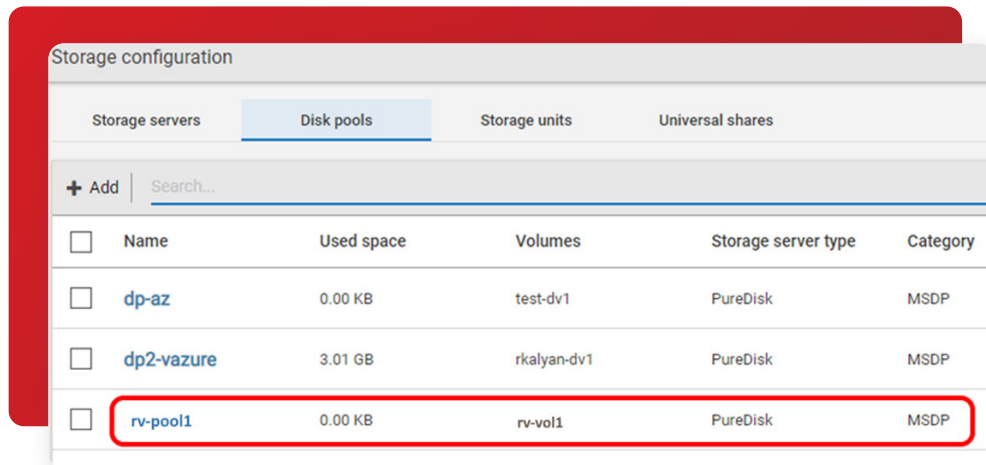 Storage configuration
Storage servers Disk pools Storage units Universal shares
+ Add Search...
Name Used space Volumes Storage server type Category
dp-az 0.00 KB test-dv1 PureDisk MSDP
dp2-vazure 3.01 GB rkalyan-dv1 PureDisk MSDP
rv-pool1 0.00 KB rv-vol1 PureDisk MSDP